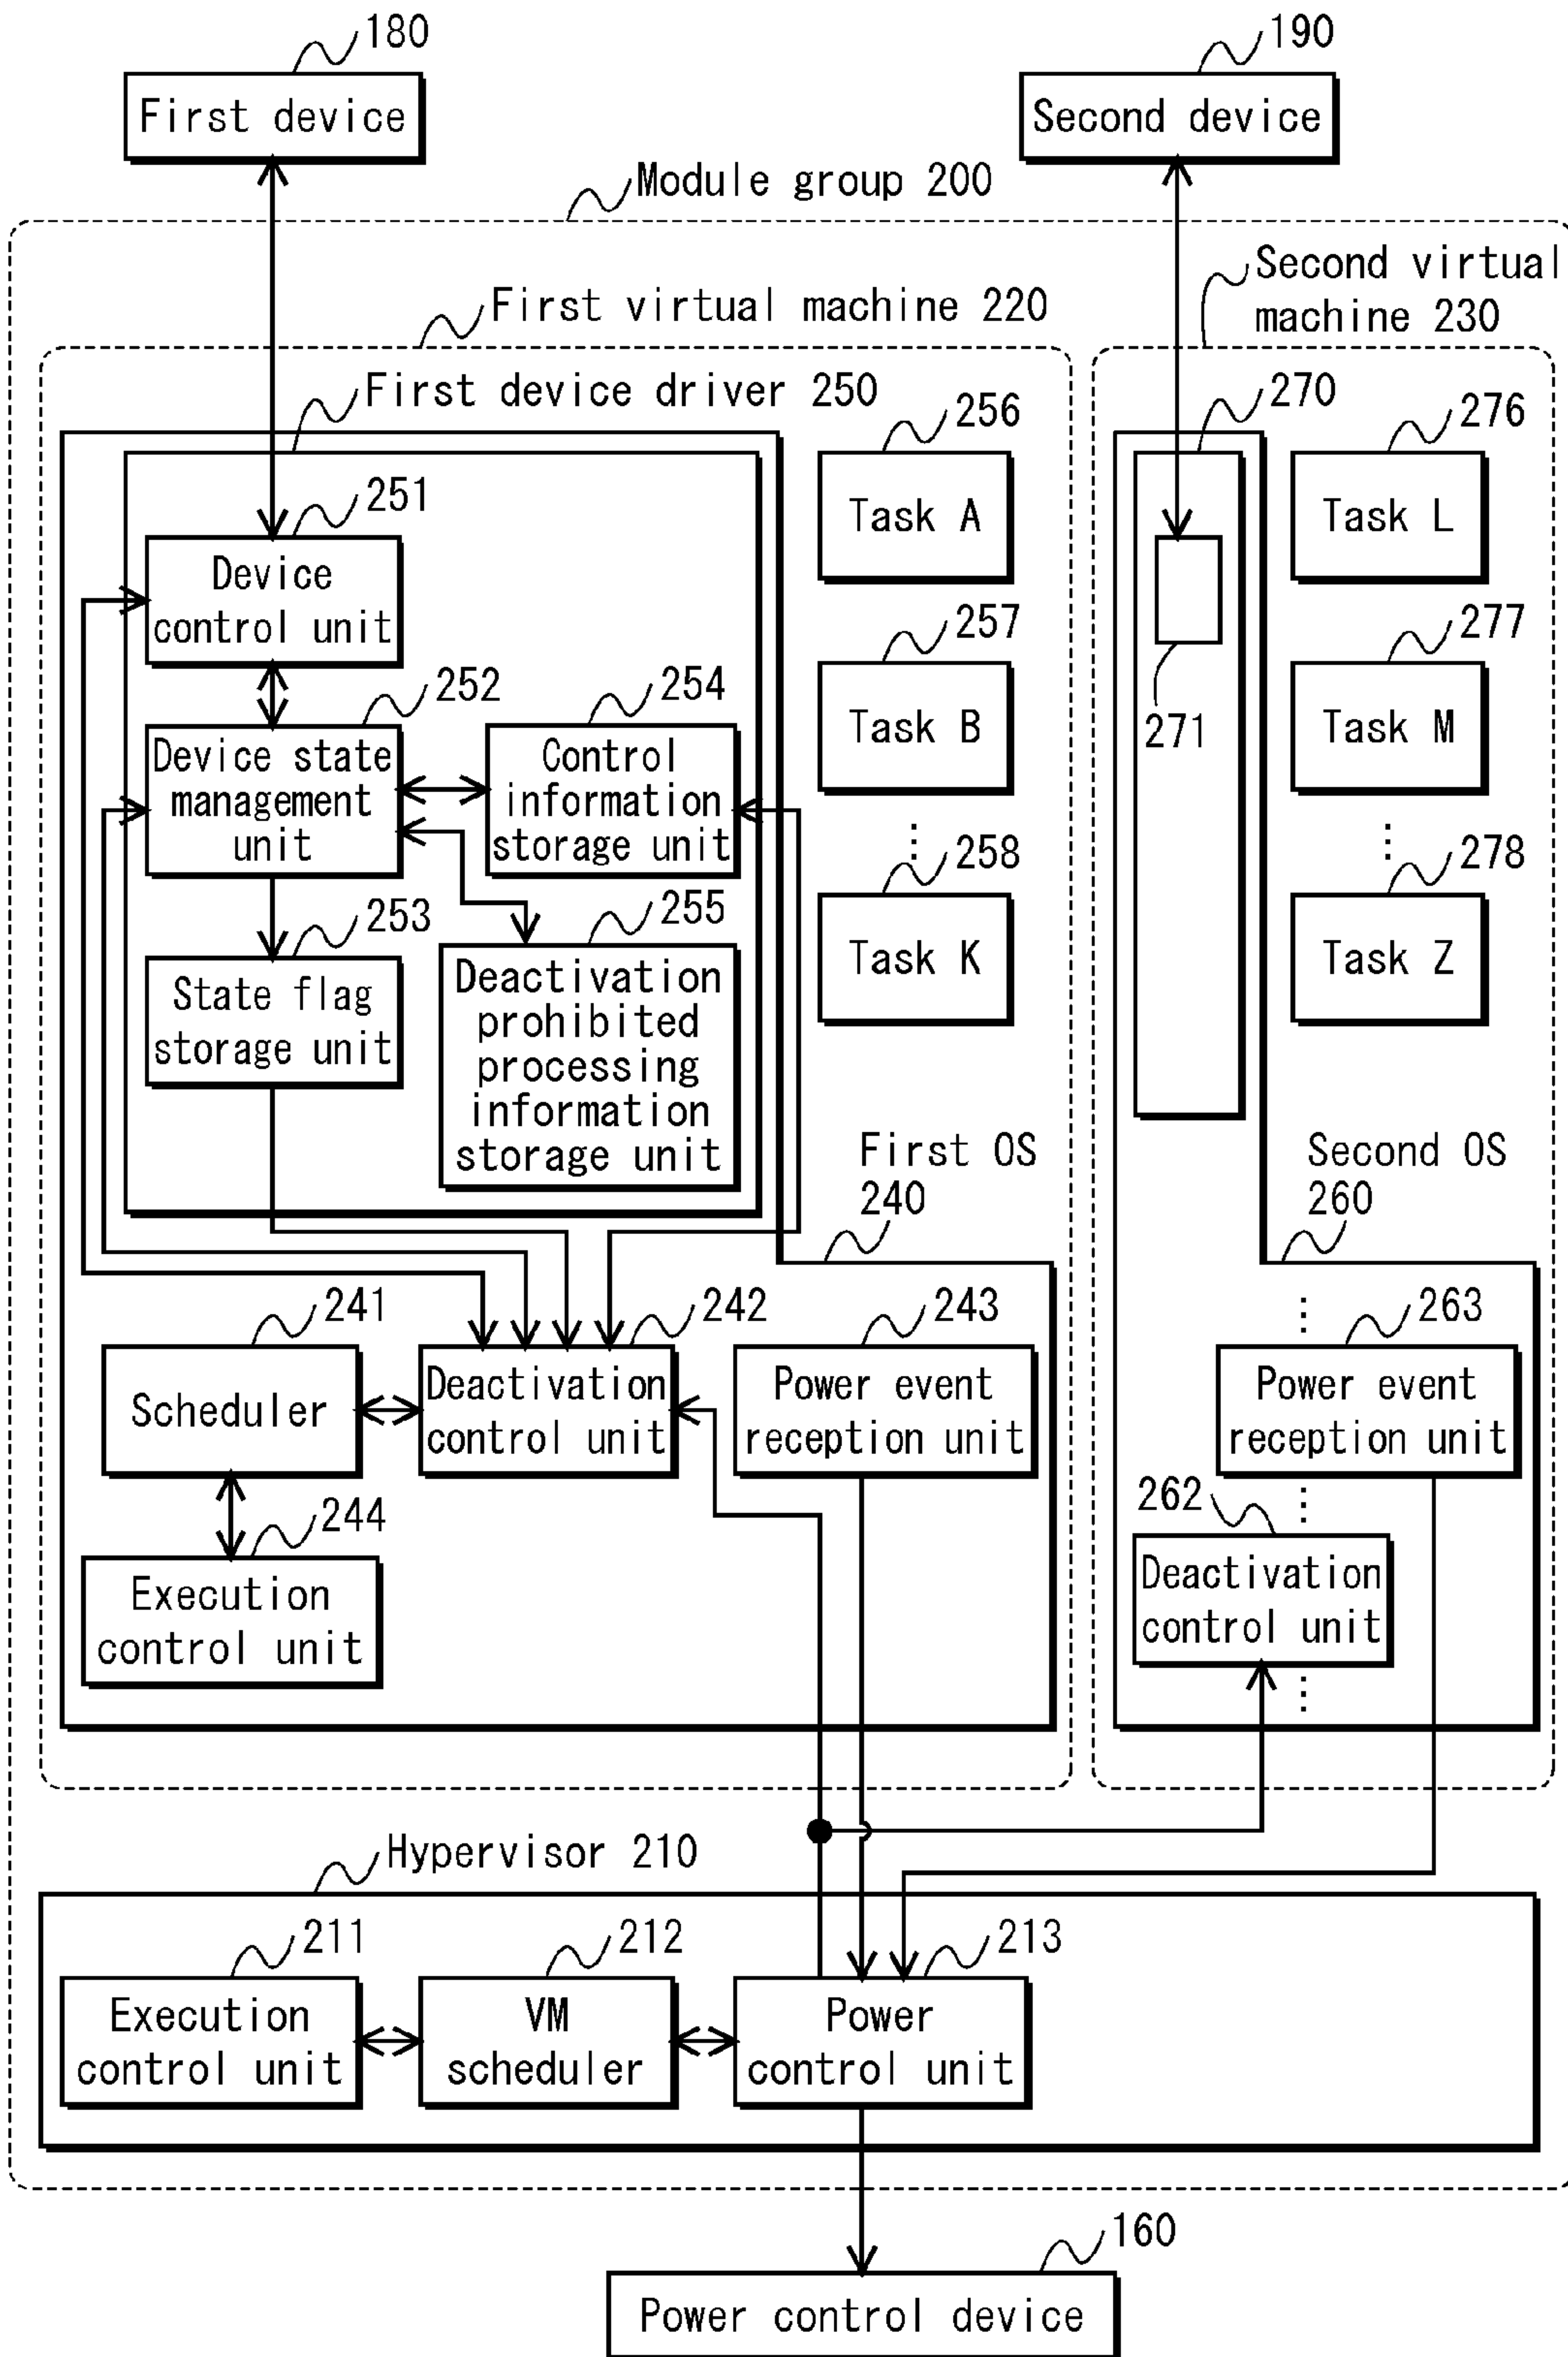 180
190
First device
Second device
Module group 200
Second virtual
machine 230
First virtual machine 220
First device driver 250
256
270
276
251
Task A
Task L
Device
control unit
257
277
252
254
271
Task B
Task M
Device state
management
unit
Control
information
storage unit
⋮
⋮
258
278
253
255
Task K
Task Z
State flag
storage unit
Deactivation
prohibited
processing
information
storage unit
First OS
240
Second OS
260
241
242
243
⋮
263
Scheduler
Deactivation
control unit
Power event
reception unit
Power event
reception unit
244
262
⋮
Execution
control unit
Deactivation
control unit
⋮
Hypervisor 210
211
212
213
Execution
control unit
VM
scheduler
Power
control unit
160
Power control device